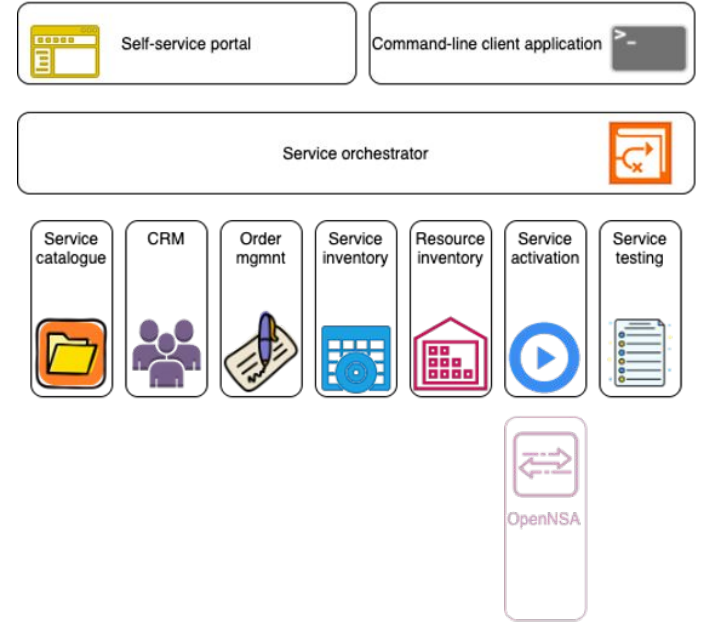 Self-service portal
Command-line client application
>_
Service orchestrator
Service
catalogue
CRM
Order
mgmnt
Service
inventory
Resource
inventory
Service
activation
Service
testing
OpenNSA